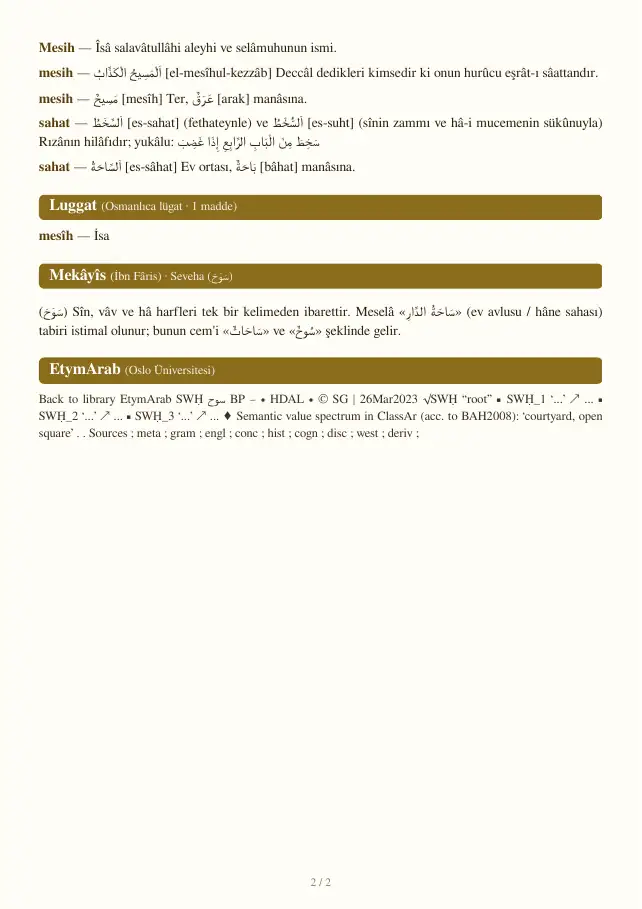 Mesih — Îsâ salavâtullâhi aleyhi ve selâmuhunun ismi.
mesih — اَلْمَسِيحُ الْكَذَّابُ [el-mesîhul-kezzâb] Deccâl dedikleri kimsedir ki onun hurûcu eşrât-ı sâattandır.
mesih — مَسِيحٌ [mesîh] Ter, عَرَقٌ [arak] manâsına.
sahat — اَلسَّخَطُ [es-sahat] (fethateynle) ve اَلسُّخْطُ [es-suht] (sînin zammı ve hâ-i mucemenin sükûnuyla)
Rızânın hilâfıdır; yukâlu: سَخِطَ مِنَ الْبَابِ الرَّابِعِ إِذَا غَضِبَ
sahat — اَلسَّاحَةُ [es-sâhat] Ev ortası, بَاحَةٌ [bâhat] manâsına.
Luggat (Osmanlıca lügat · 1 madde)
mesîh — İsa
Mekâyîs (İbn Fâris) · Seveha (سَوَحَ)
(سَوَحَ) Sîn, vâv ve hâ harfleri tek bir kelimeden ibarettir. Meselâ «سَاحَةُ الدَّارِ» (ev avlusu / hâne sahası)
tabiri istimal olunur; bunun cem'i «سَاحَاتٌ» ve «سُوحٌ» şeklinde gelir.
EtymArab (Oslo Üniversitesi)
Back to library EtymArab SWḤ سوح BP – • HDAL • © SG | 26Mar2023 √SWḤ “root” ▪ SWḤ_1 ‘...’ ↗ ... ▪
SWḤ_2 ‘...’ ↗ ... ▪ SWḤ_3 ‘...’ ↗ ... ♦ Semantic value spectrum in ClassAr (acc. to BAH2008): ‘courtyard, open
square’ . . Sources ; meta ; gram ; engl ; conc ; hist ; cogn ; disc ; west ; deriv ;
2 / 2